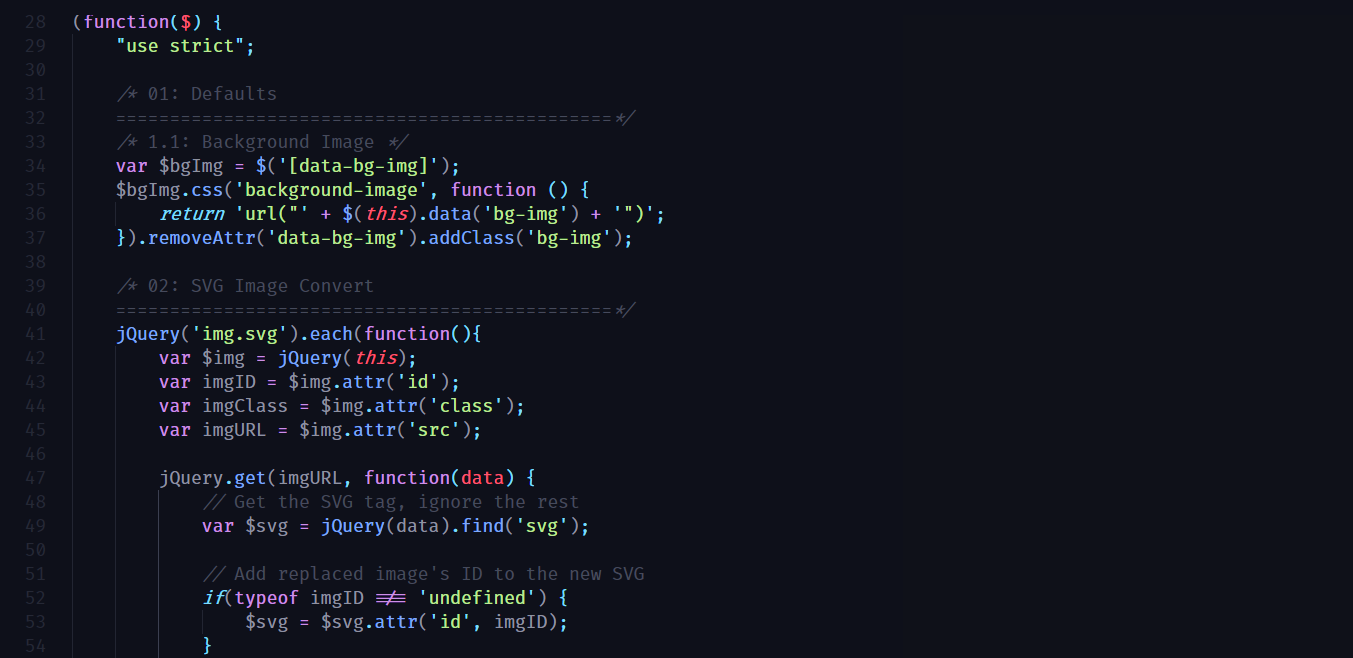 28 (function($) {
29     "use strict";
30
31     /* 01: Defaults
32     ==============================================*/
33     /* 1.1: Background Image */
34     var $bgImg = $('[data-bg-img]');
35     $bgImg.css('background-image', function () {
36         return 'url("' + $(this).data('bg-img') + '")';
37     }).removeAttr('data-bg-img').addClass('bg-img');
38
39     /* 02: SVG Image Convert
40     ==============================================*/
41     jQuery('img.svg').each(function(){
42         var $img = jQuery(this);
43         var imgID = $img.attr('id');
44         var imgClass = $img.attr('class');
45         var imgURL = $img.attr('src');
46
47         jQuery.get(imgURL, function(data) {
48             // Get the SVG tag, ignore the rest
49             var $svg = jQuery(data).find('svg');
50
51             // Add replaced image's ID to the new SVG
52             if(typeof imgID !== 'undefined') {
53                 $svg = $svg.attr('id', imgID);
54             }